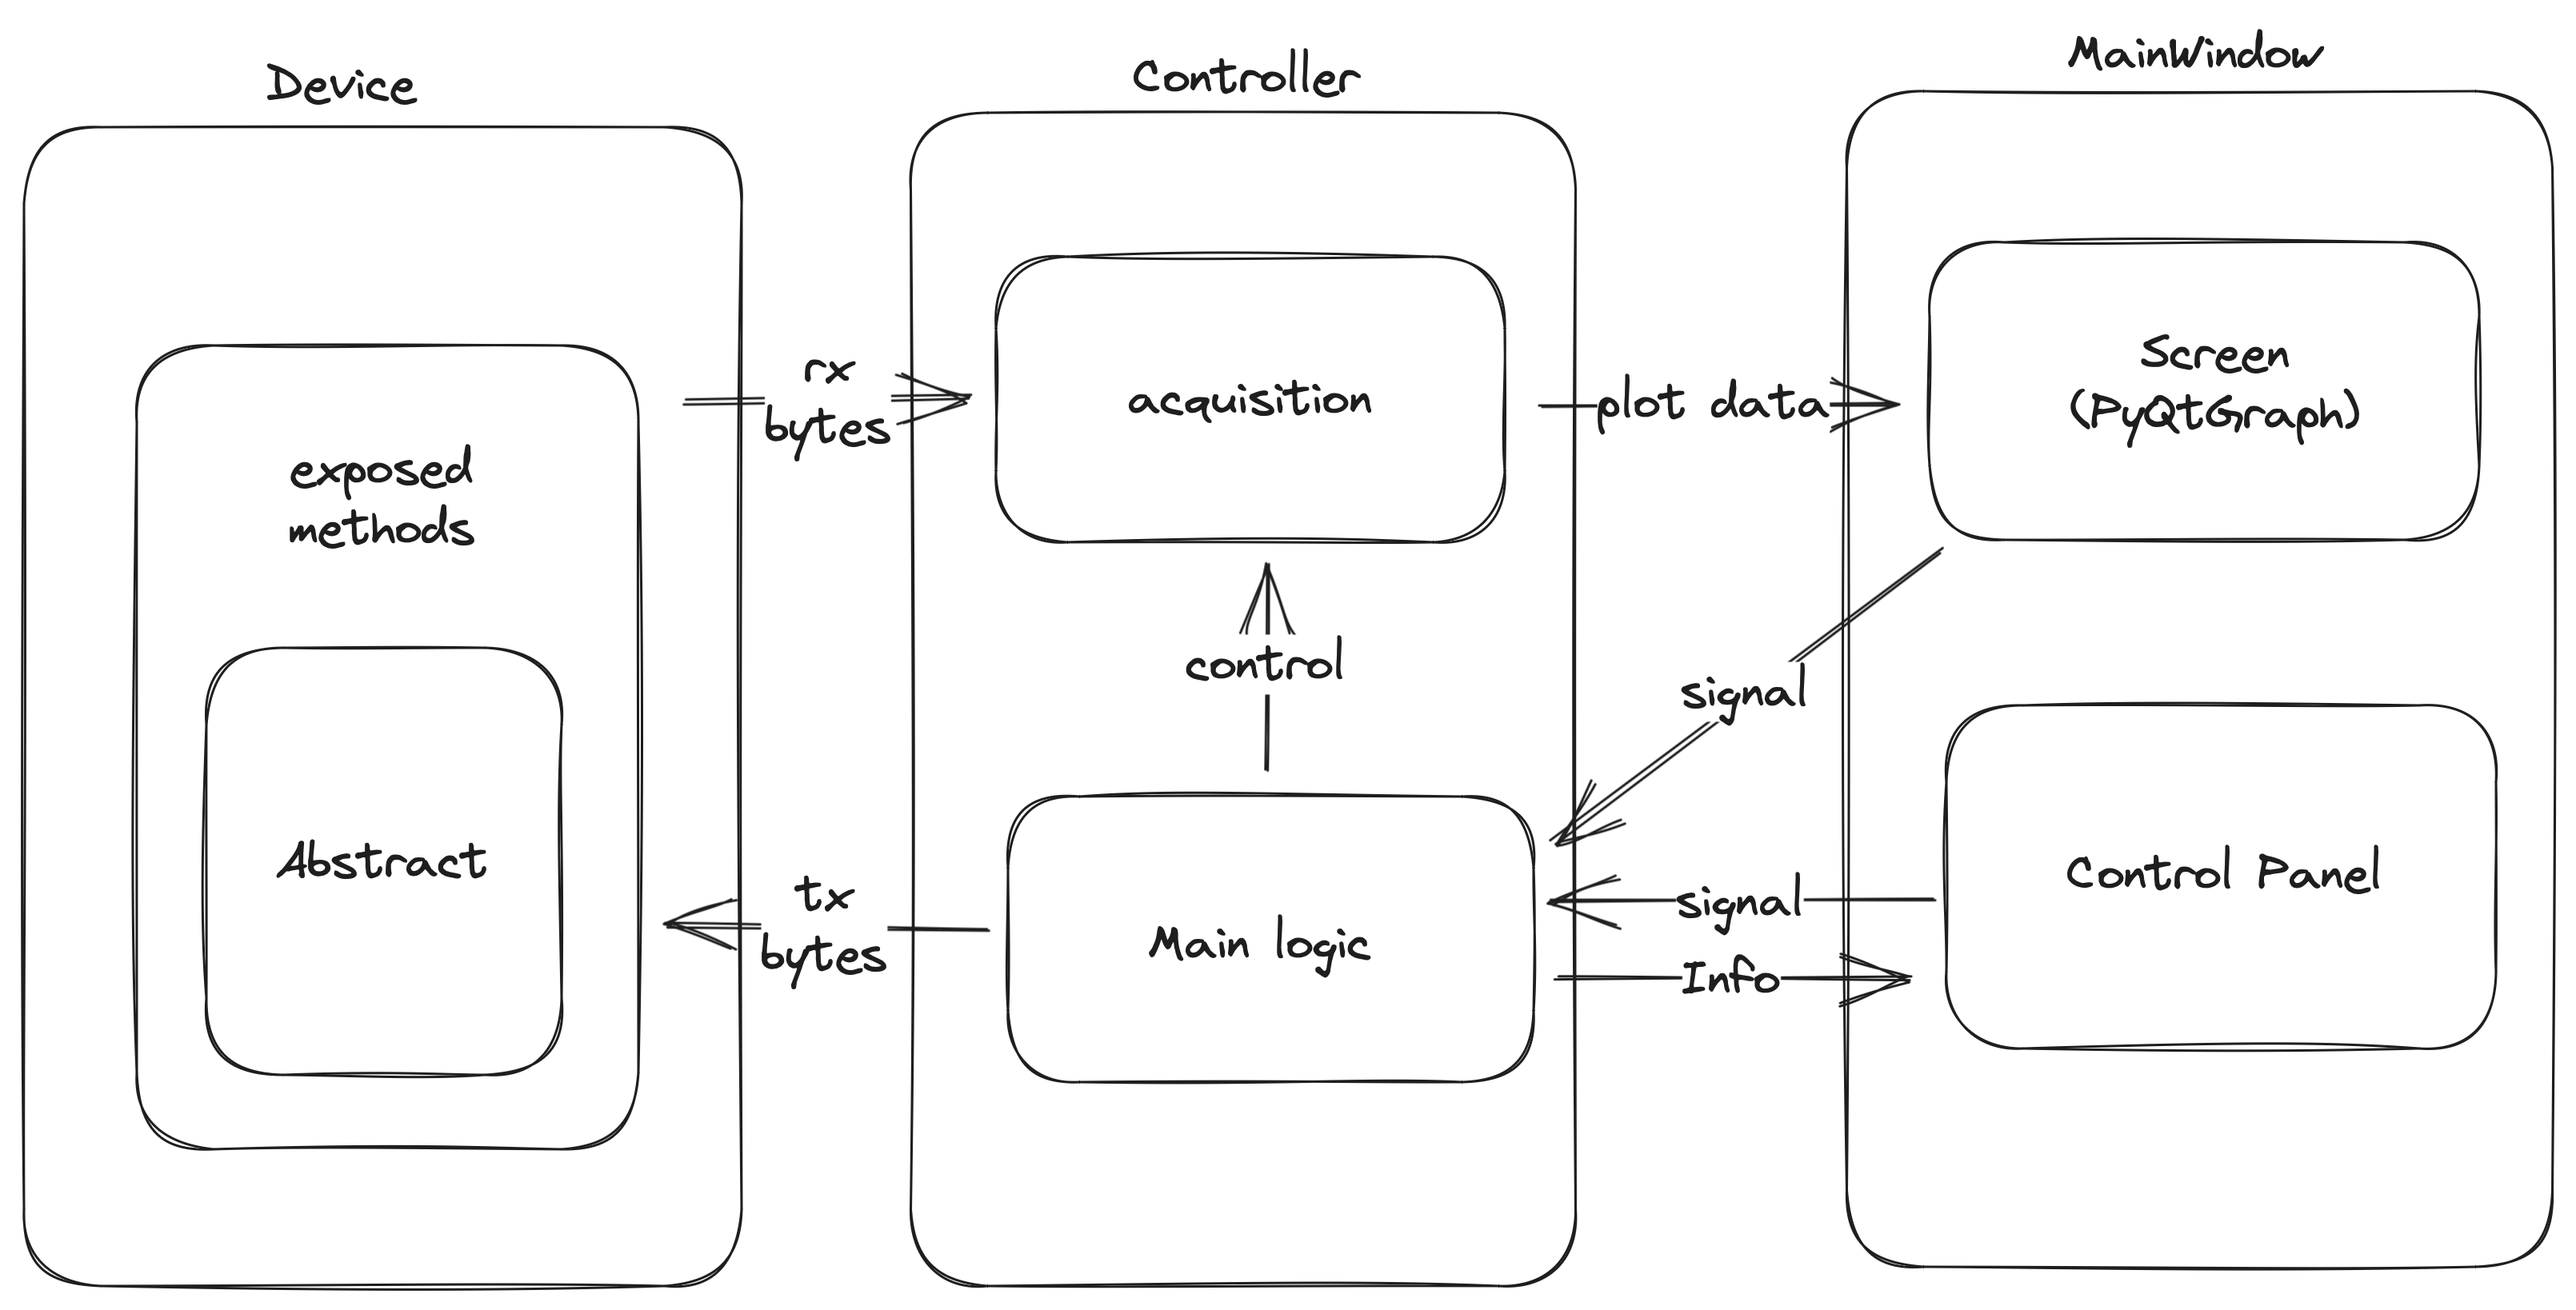 Device
exposed
methods
Abstract
rx
bytes
tx
bytes
Controller
acquisition
control
Main logic
plot data
signal
signal
Info
MainWindow
Screen
(PyQtGraph)
Control Panel